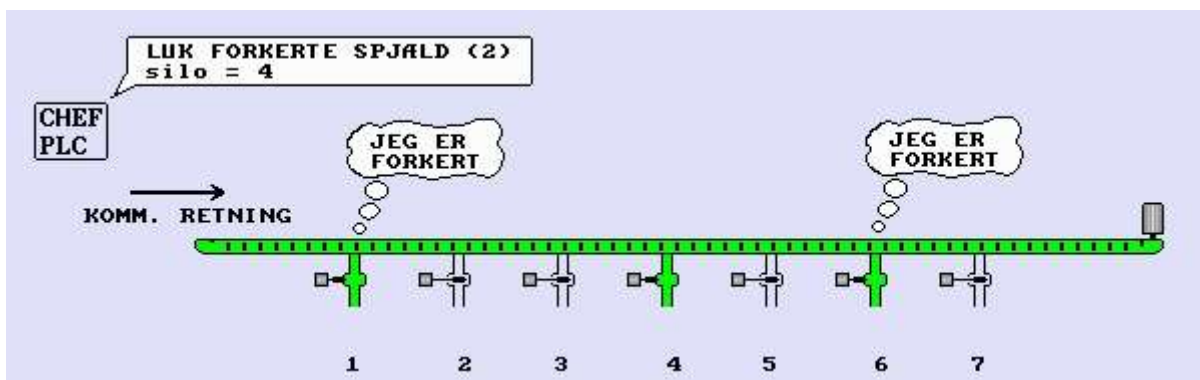 LUK FORKERTE SPJÆLD (2)
silo = 4
CHEF
PLC
JEG ER
FORKERT
JEG ER
FORKERT
KOMM. RETNING
1 2 3 4 5 6 7